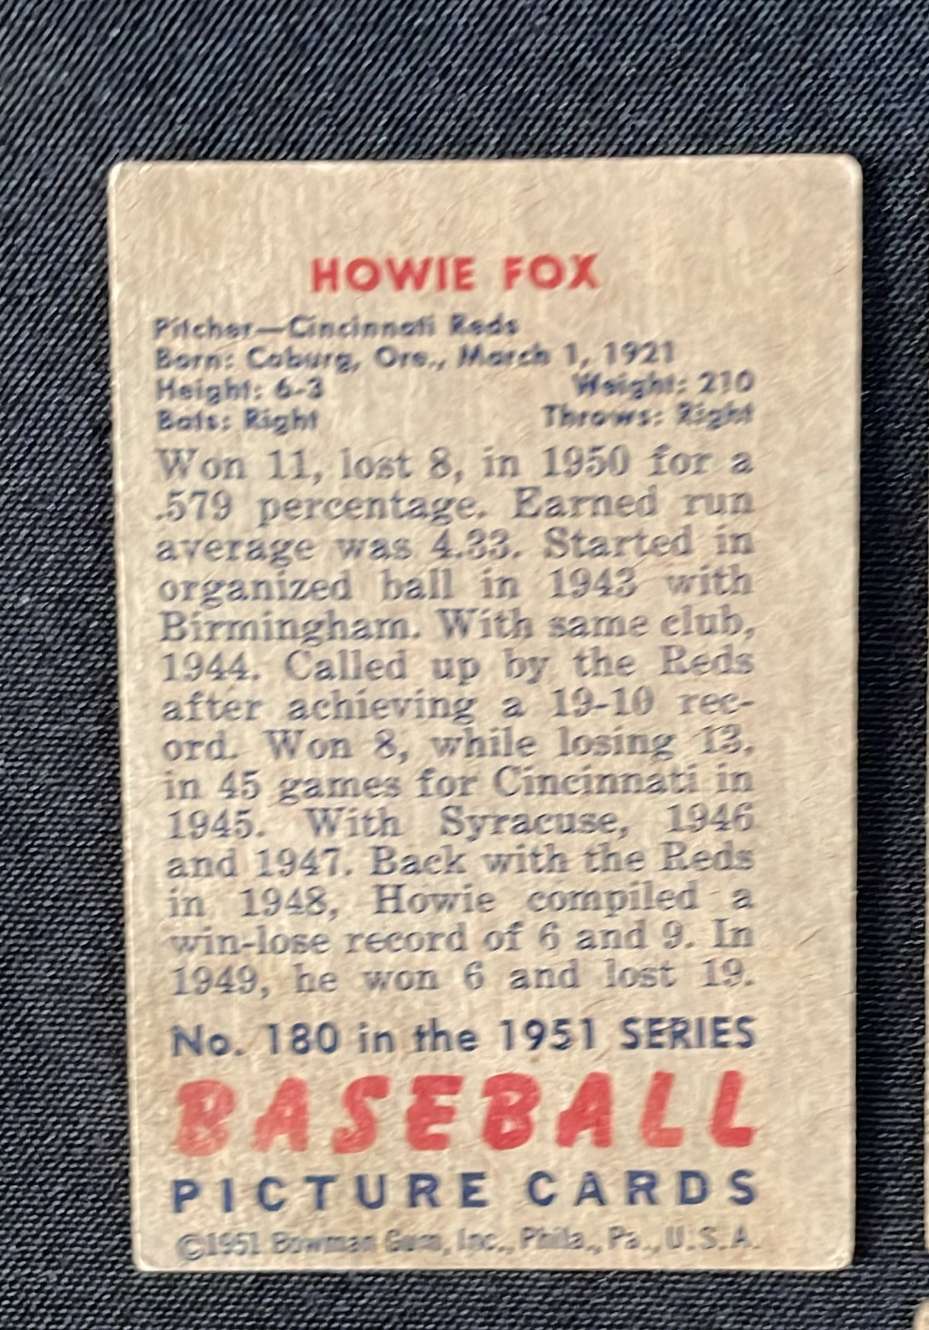 HOWIE FOX
Pitcher—Cincinnati Reds
Born: Coburg, Ore., March 1, 1921
Height: 6-3 Weight: 210
Bats: Right Throws: Right
Won 11, lost 8, in 1950 for a
.579 percentage. Earned run
average was 4.33. Started in
organized ball in 1943 with
Birmingham. With same club,
1944. Called up by the Reds
after achieving a 19-10 rec-
ord. Won 8, while losing 13,
in 45 games for Cincinnati in
1945. With Syracuse, 1946
and 1947. Back with the Reds
in 1948, Howie compiled a
win-lose record of 6 and 9. In
1949, he won 6 and lost 19.
No. 180 in the 1951 SERIES
BASEBALL
PICTURE CARDS
©1951 Bowman Gum, Inc., Phila., Pa., U.S.A.